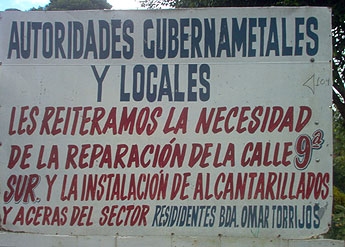 AUTORIDADES GUBERNAMETALES
Y LOCALES
LES REITERAMOS LA NECESIDAD
DE LA REPARACIÓN DE LA CALLE 9ª
SUR. Y LA INSTALACIÓN DE ALCANTARILLADOS
Y ACERAS DEL SECTOR RESIDIDENTES BDA. OMAR TORRIJOS